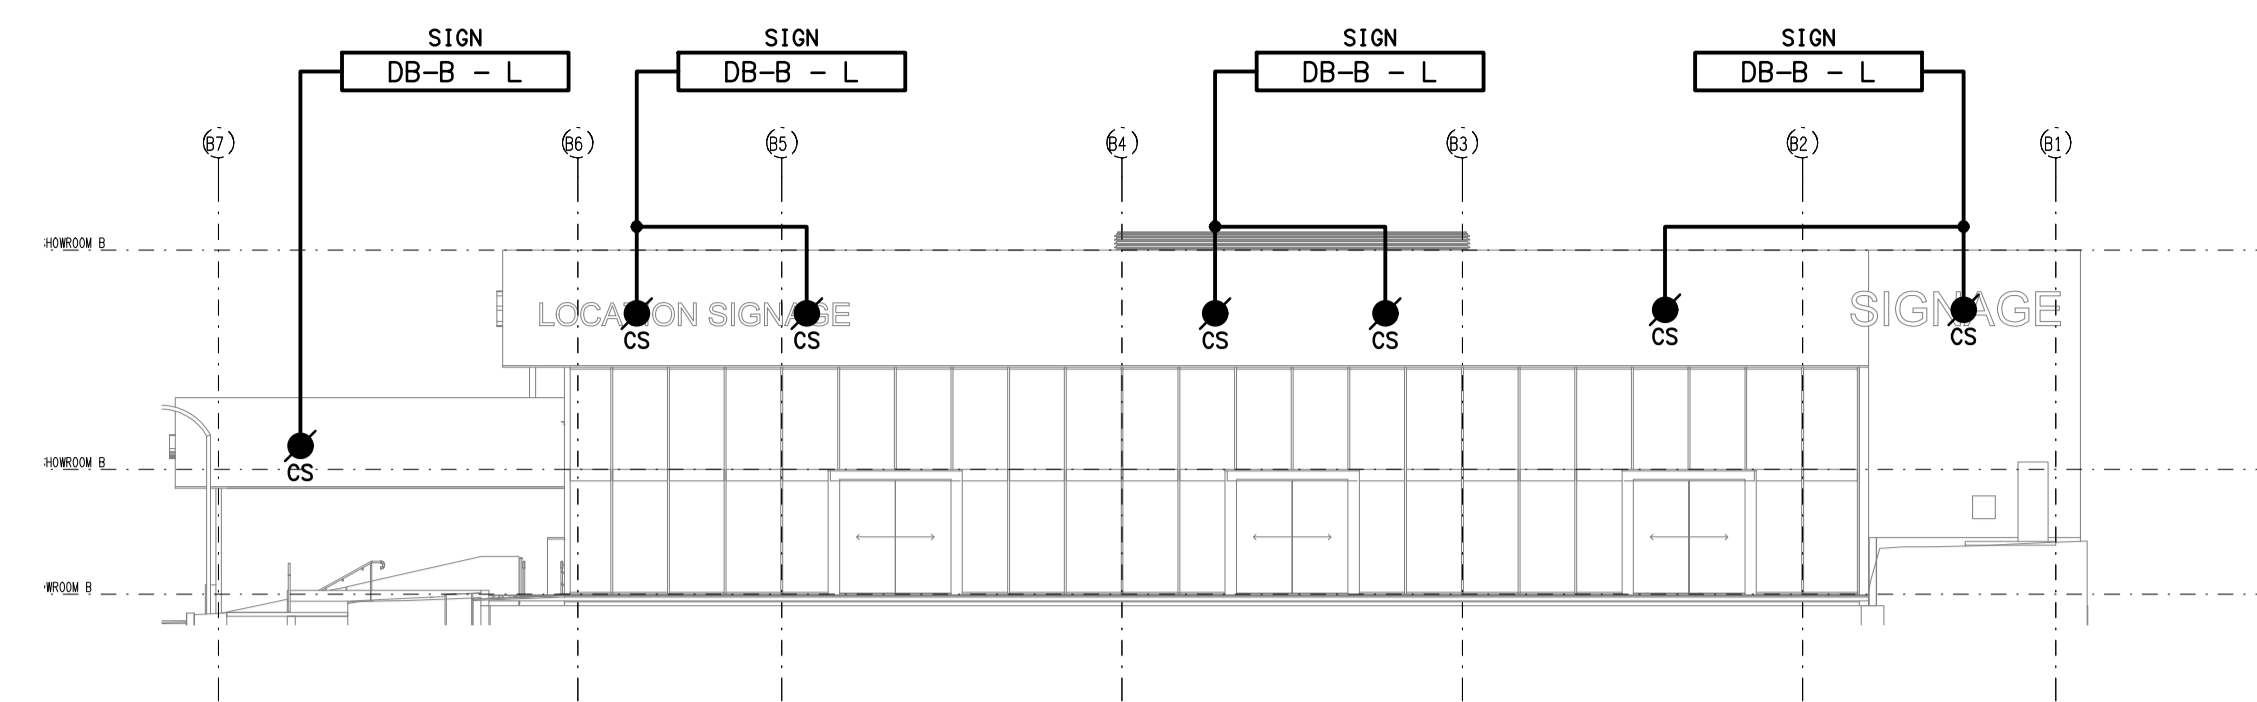 SIGN SIGN SIGN SIGN
DB-B - L DB-B - L DB-B - L DB-B - L
B7 B6 B5 B4 B3 B2 B1
HOWROOM B
LOCATION SIGNAGE SIGNAGE
CS CS CS CS CS CS
HOWROOM B
CS
WROOM B